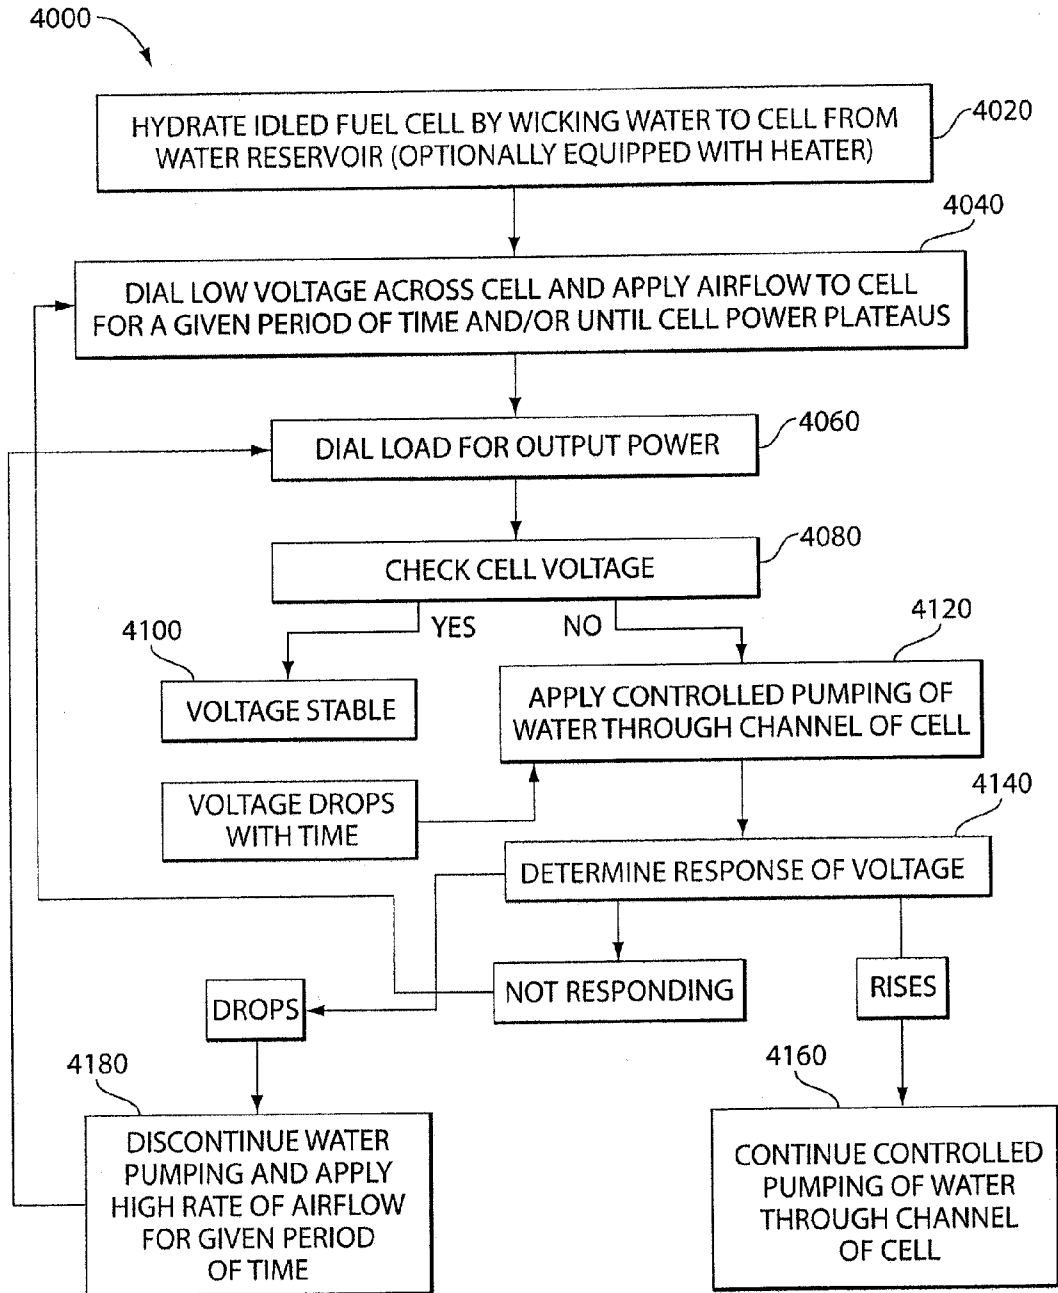 4000
HYDRATE IDLED FUEL CELL BY WICKING WATER TO CELL FROM
WATER RESERVOIR (OPTIONALLY EQUIPPED WITH HEATER)
4020
4040
DIAL LOW VOLTAGE ACROSS CELL AND APPLY AIRFLOW TO CELL
FOR A GIVEN PERIOD OF TIME AND/OR UNTIL CELL POWER PLATEAUS
4060
DIAL LOAD FOR OUTPUT POWER
4080
CHECK CELL VOLTAGE
YES
NO
4100
VOLTAGE STABLE
4120
APPLY CONTROLLED PUMPING OF
WATER THROUGH CHANNEL OF CELL
VOLTAGE DROPS
WITH TIME
4140
DETERMINE RESPONSE OF VOLTAGE
NOT RESPONDING
RISES
DROPS
4180
DISCONTINUE WATER
PUMPING AND APPLY
HIGH RATE OF AIRFLOW
FOR GIVEN PERIOD
OF TIME
4160
CONTINUE CONTROLLED
PUMPING OF WATER
THROUGH CHANNEL
OF CELL